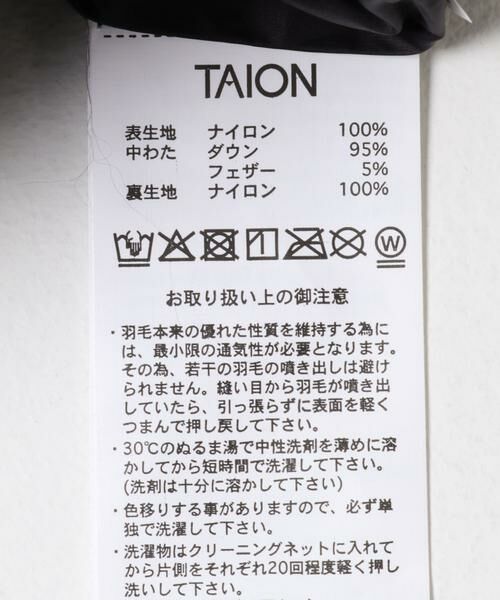 TAION
表生地 ナイロン 100%
中わた ダウン 95%
フェザー 5%
裏生地 ナイロン 100%
W
お取り扱い上の御注意
・羽毛本来の優れた性質を維持する為に
は、最小限の通気性が必要となります。
その為、若干の羽毛の噴き出しは避け
られません。縫い目から羽毛が噴き出
していたら、引っ張らずに表面を軽く
つまんで押し戻して下さい。
・30℃のぬるま湯で中性洗剤を薄めに溶
かしてから短時間で洗濯して下さい。
(洗剤は十分に溶かして下さい)
・色移りする事がありますので、必ず単
独で洗濯して下さい。
・洗濯物はクリーニングネットに入れて
から片側をそれぞれ20回程度軽く押し
洗いして下さい。